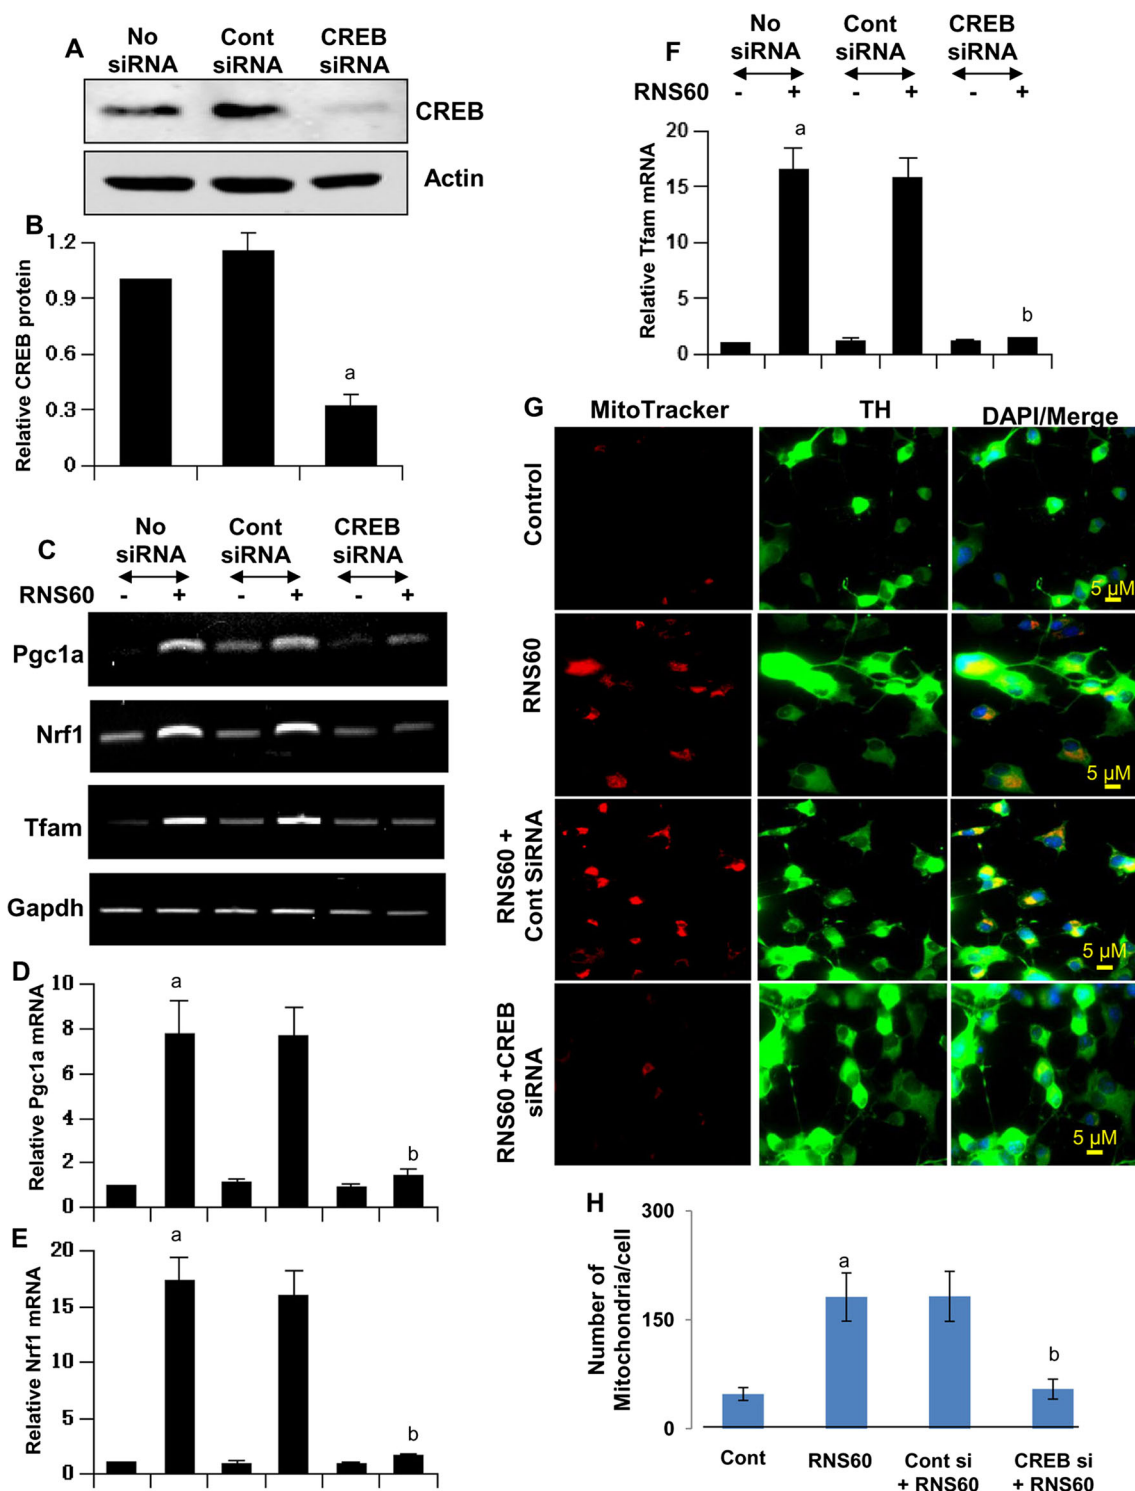 A
No siRNA
Cont siRNA
CREB siRNA
CREB
Actin
B
Relative CREB protein
1.2
0.9
0.6
0.3
0
a
C
No siRNA
Cont siRNA
CREB siRNA
RNS60 - + - + - +
Pgc1a
Nrf1
Tfam
Gapdh
D
Relative Pgc1a mRNA
10
8
6
4
2
0
a
b
E
Relative Nrf1 mRNA
20
15
10
5
0
a
b
F
No siRNA
Cont siRNA
CREB siRNA
RNS60 - + - + - +
Relative Tfam mRNA
20
15
10
5
0
a
b
G
MitoTracker
TH
DAPI/Merge
Control
5 µM
RNS60
5 µM
RNS60 +
Cont SiRNA
5 µM
RNS60 +CREB
siRNA
5 µM
H
Number of
Mitochondria/cell
300
150
0
a
b
Cont
RNS60
Cont si
+ RNS60
CREB si
+ RNS60